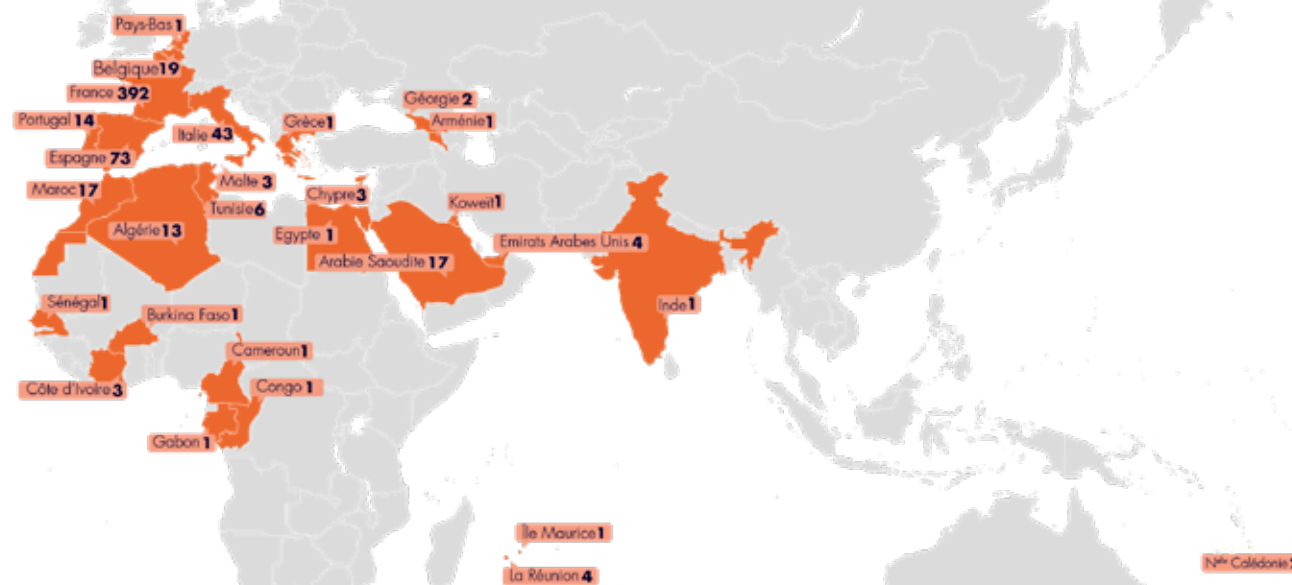 Pays-Bas 1
Belgique 19
France 392
Géorgie 2
Portugal 14
Italie 43
Grèce 1
Arménie 1
Espagne 73
Maroc 17
Malte 3
Chypre 3
Koweit 1
Tunisie 6
Algérie 13
Egypte 1
Emirats Arabes Unis 4
Arabie Saoudite 17
Sénégal 1
Inde 1
Burkina Faso 1
Cameroun 1
Côte d'Ivoire 3
Congo 1
Gabon 1
Île Maurice 1
La Réunion 4
Nelle Calédonie